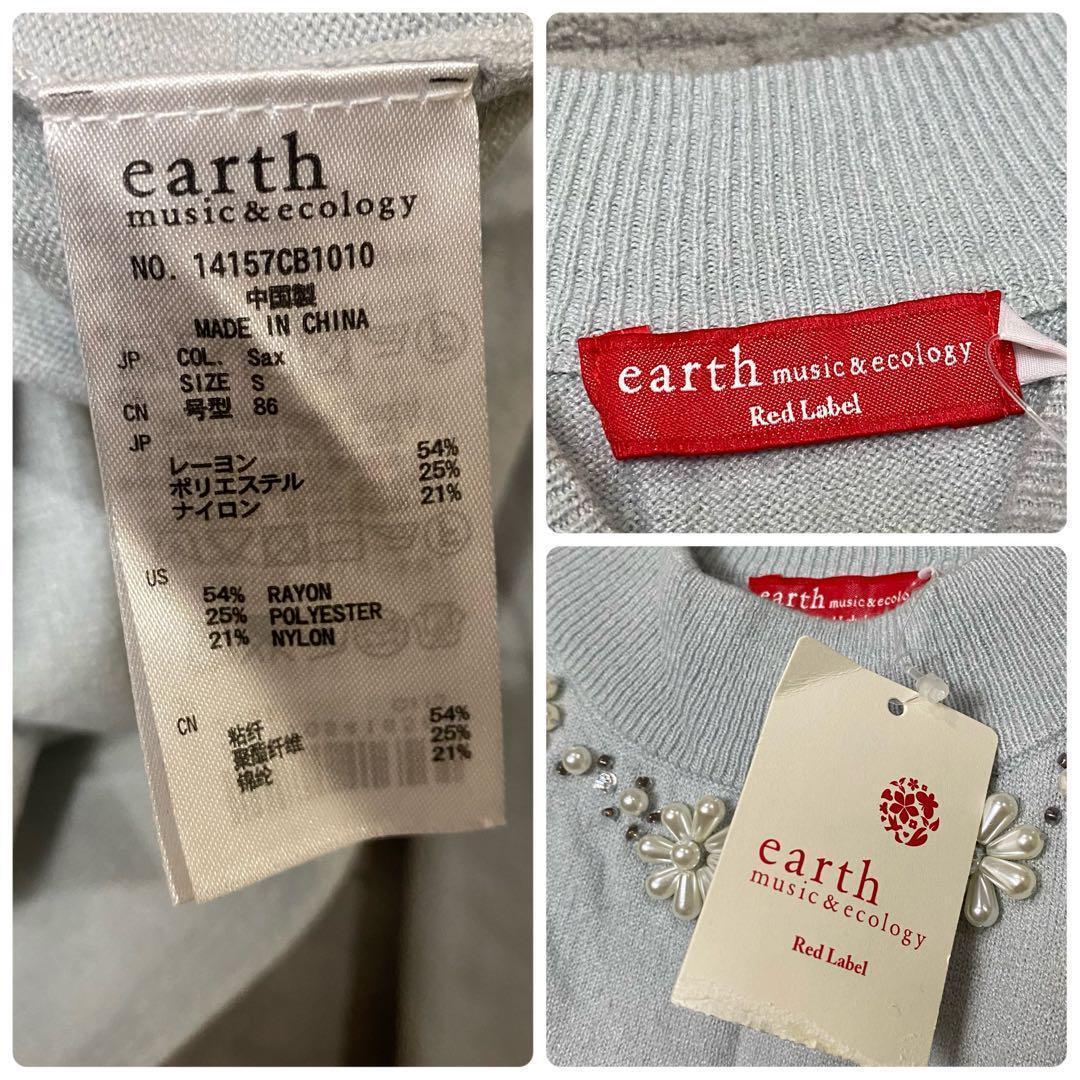 earth
music&ecology
NO. 14157CB1010
中国製
MADE IN CHINA
JP COL. Sax
SIZE S
CN 号型 86
JP
レーヨン 54%
ポリエステル 25%
ナイロン 21%
US
54% RAYON
25% POLYESTER
21% NYLON
CN
粘纤 54%
聚酯纤维 25%
锦纶 21%
earth music&ecology
Red Label
earth music&ecolo
earth
music&ecology
Red Label